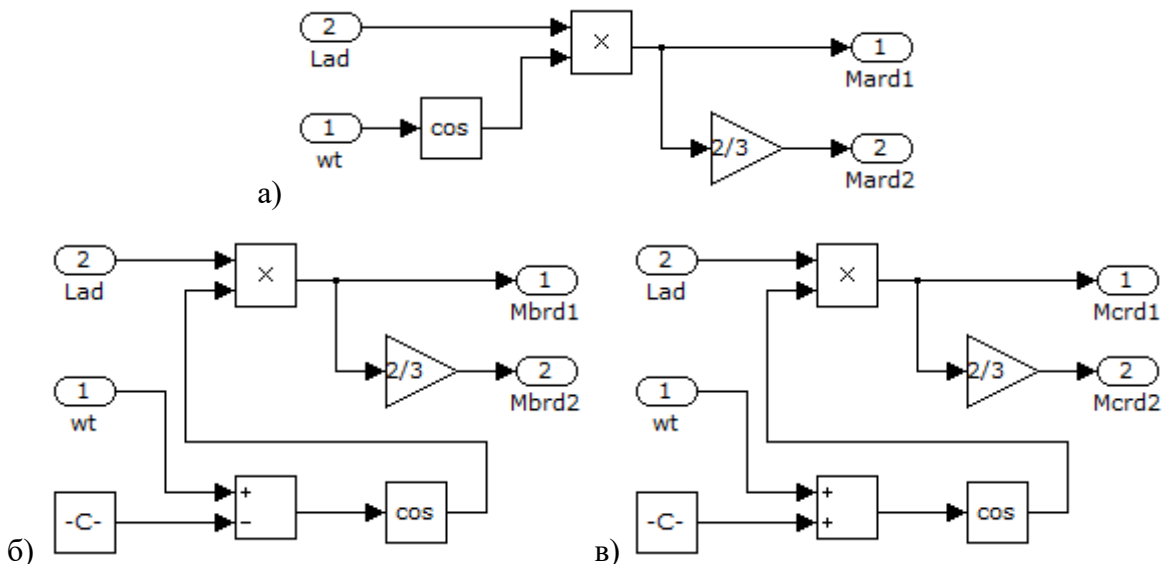 2
Lad
×
1
Mard1
1
wt
cos
2/3
2
Mard2
а)
2
Lad
×
1
Mbrd1
2/3
2
Mbrd2
1
wt
+
−
-C-
cos
б)
2
Lad
×
1
Mcrd1
2/3
2
Mcrd2
1
wt
+
+
-C-
cos
в)